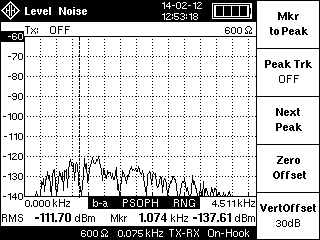 Level Noise
14-02-12
12:53:18
Mkr
to Peak
Tx: OFF
600 Ω
-60
-70
-80
-90
-100
-110
-120
-130
-140
0.000 kHz
4.511kHz
b-a PSOPH RNG
RMS -111.70 dBm Mkr 1.074 kHz -137.61 dBm
600 Ω 0.075 kHz TX-RX On-Hook
Peak Trk
OFF
Next
Peak
Zero
Offset
VertOffset
30dB